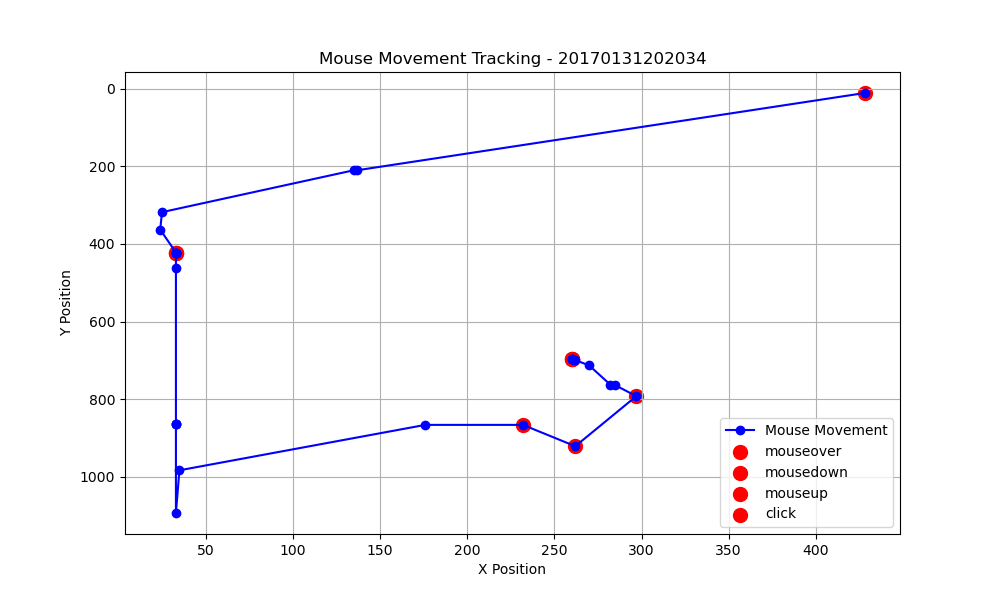 Mouse Movement Tracking - 20170131202034
0
200
400
600
800
1000
Y Position
Mouse Movement
mouseover
mousedown
mouseup
click
50 100 150 200 250 300 350 400
X Position